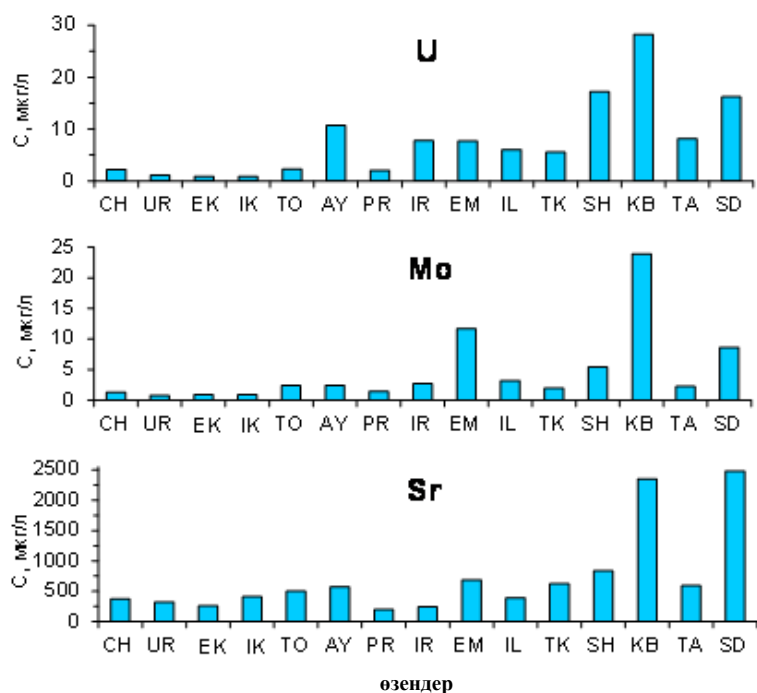 U
С, мкг/л
30
20
10
0
CH UR EK IK TO AY PR IR EM IL TK SH KB TA SD
Mo
С, мкг/л
25
20
15
10
5
0
CH UR EK IK TO AY PR IR EM IL TK SH KB TA SD
Sr
С, мкг/л
2500
2000
1500
1000
500
0
CH UR EK IK TO AY PR IR EM IL TK SH KB TA SD
өзендер